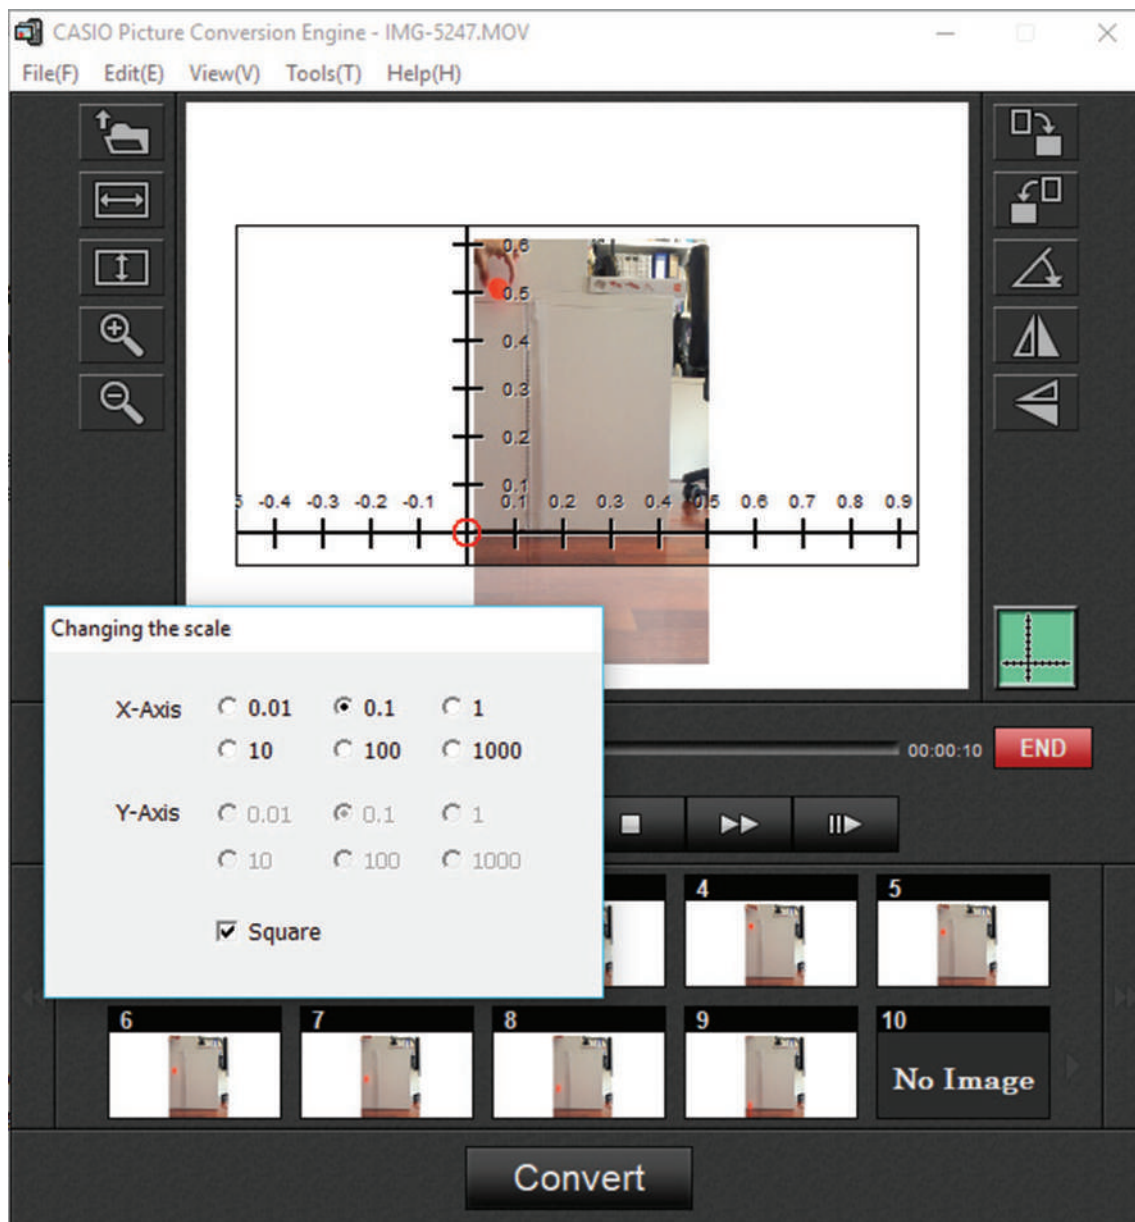 CASIO Picture Conversion Engine - IMG-5247.MOV
File(F) Edit(E) View(V) Tools(T) Help(H)
0.6
0.5
0.4
0.3
0.2
0.1
5 -0.4 -0.3 -0.2 -0.1 0.1 0.2 0.3 0.4 0.5 0.6 0.7 0.8 0.9
Changing the scale
X-Axis 0.01 0.1 1
10 100 1000
Y-Axis 0.01 0.1 1
10 100 1000
Square
00:00:10 END
4 5
6 7 8 9 10
No Image
Convert